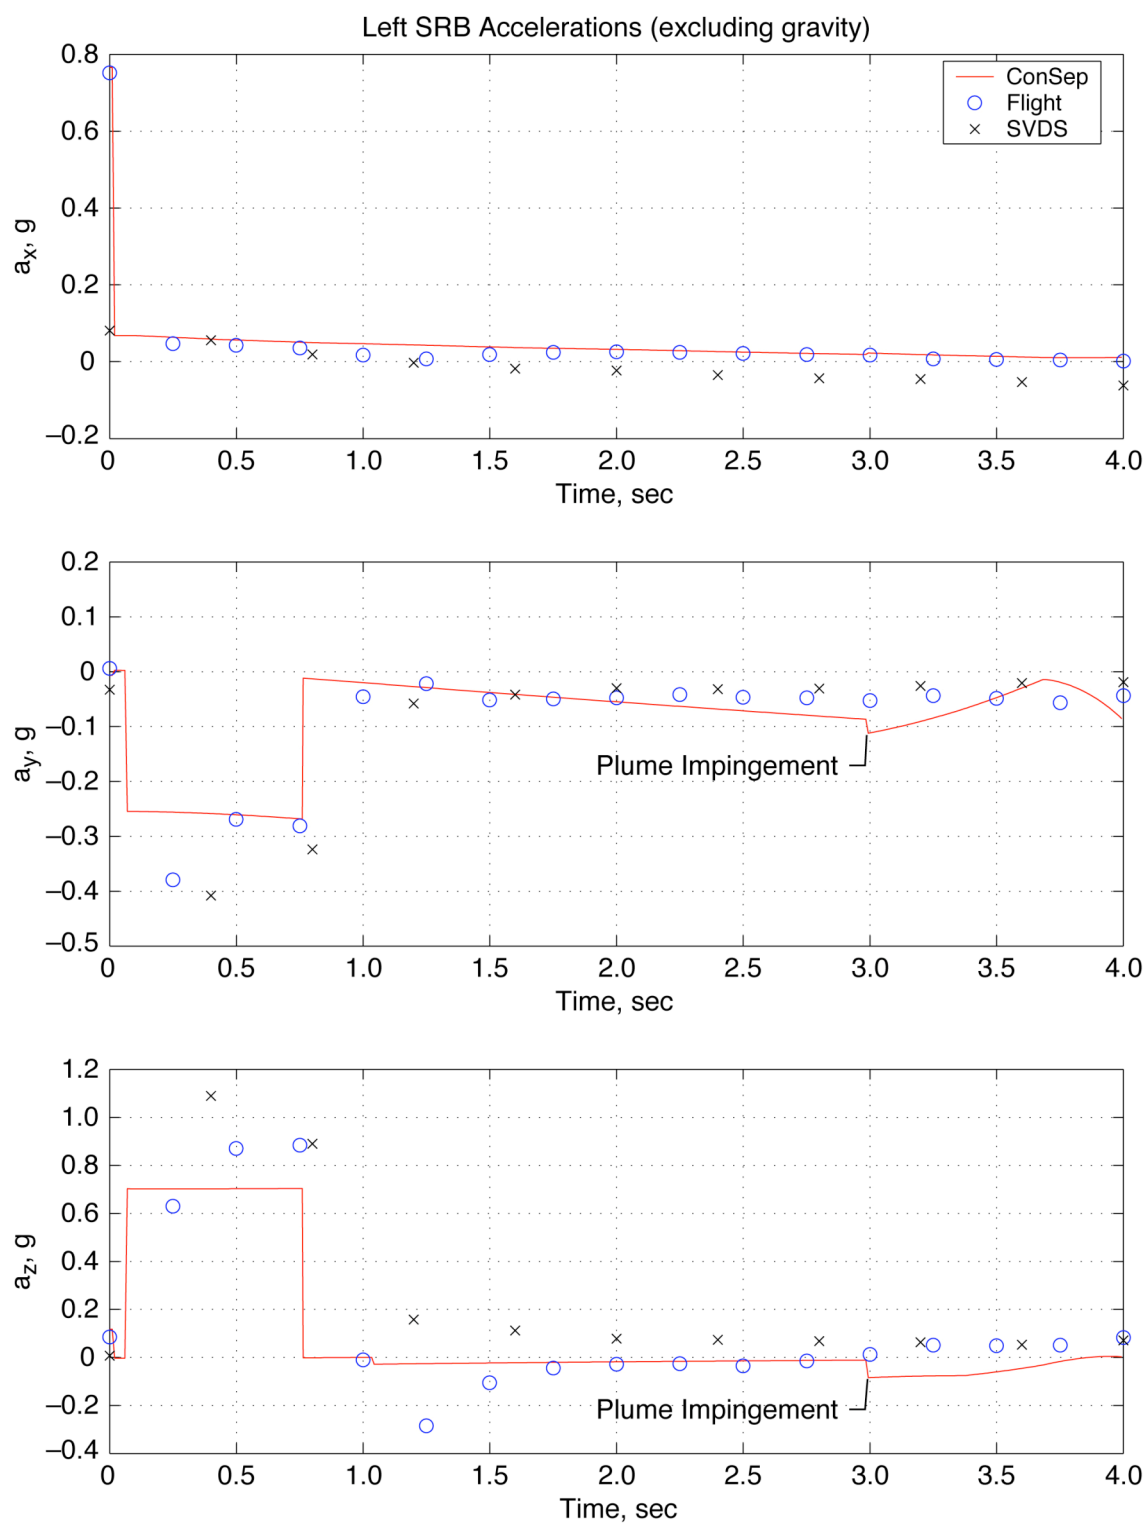 Left SRB Accelerations (excluding gravity)
0.8
0.6
0.4
0.2
0
–0.2
a_x, g
ConSep
Flight
SVDS
0 0.5 1.0 1.5 2.0 2.5 3.0 3.5 4.0
Time, sec
0.2
0.1
0
–0.1
–0.2
–0.3
–0.4
–0.5
a_y, g
Plume Impingement
0 0.5 1.0 1.5 2.0 2.5 3.0 3.5 4.0
Time, sec
1.2
1.0
0.8
0.6
0.4
0.2
0
–0.2
–0.4
a_z, g
Plume Impingement
0 0.5 1.0 1.5 2.0 2.5 3.0 3.5 4.0
Time, sec